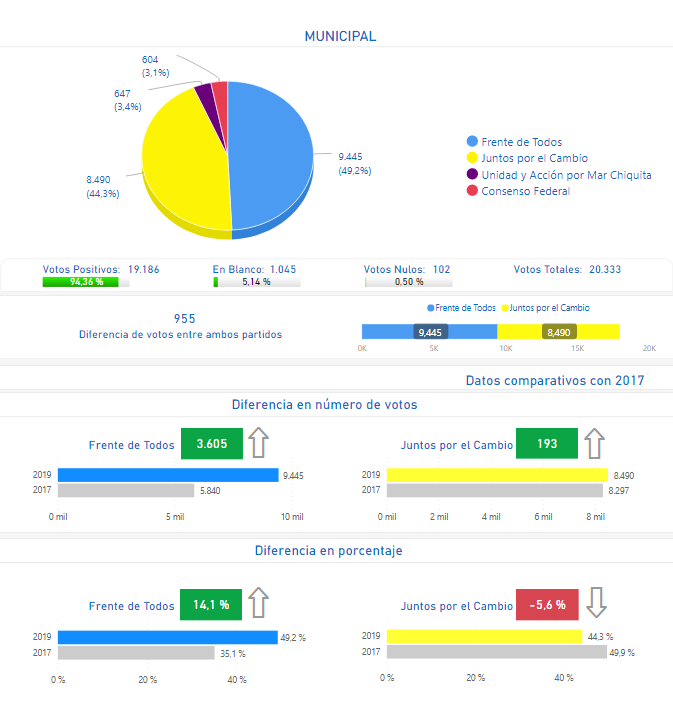 MUNICIPAL
604
(3,1%)
647
(3,4%)
8.490
(44,3%)
9.445
(49,2%)
Frente de Todos
Juntos por el Cambio
Unidad y Acción por Mar Chiquita
Consenso Federal
Votos Positivos: 19.186
94,36 %
En Blanco: 1.045
5,14 %
Votos Nulos: 102
0,50 %
Votos Totales: 20.333
955
Diferencia de votos entre ambos partidos
Frente de Todos Juntos por el Cambio
9,445 8,490
0K 5K 10K 15K 20K
Datos comparativos con 2017
Diferencia en número de votos
Frente de Todos 3.605
2019 9.445
2017 5.840
0 mil 5 mil 10 mil
Juntos por el Cambio 193
2019 8.490
2017 8.297
0 mil 2 mil 4 mil 6 mil 8 mil
Diferencia en porcentaje
Frente de Todos 14,1 %
2019 49,2 %
2017 35,1 %
0 % 20 % 40 %
Juntos por el Cambio -5,6 %
2019 44,3 %
2017 49,9 %
0 % 20 % 40 %